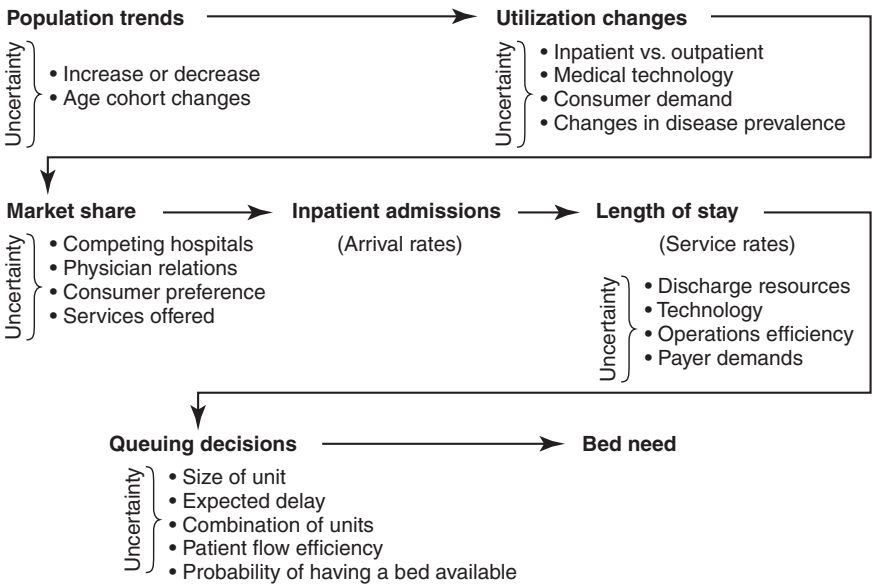 Population trends
Utilization changes
Uncertainty
• Increase or decrease
• Age cohort changes
Uncertainty
• Inpatient vs. outpatient
• Medical technology
• Consumer demand
• Changes in disease prevalence
Market share
Inpatient admissions
Length of stay
Uncertainty
• Competing hospitals
• Physician relations
• Consumer preference
• Services offered
(Arrival rates)
(Service rates)
Uncertainty
• Discharge resources
• Technology
• Operations efficiency
• Payer demands
Queuing decisions
Bed need
Uncertainty
• Size of unit
• Expected delay
• Combination of units
• Patient flow efficiency
• Probability of having a bed available